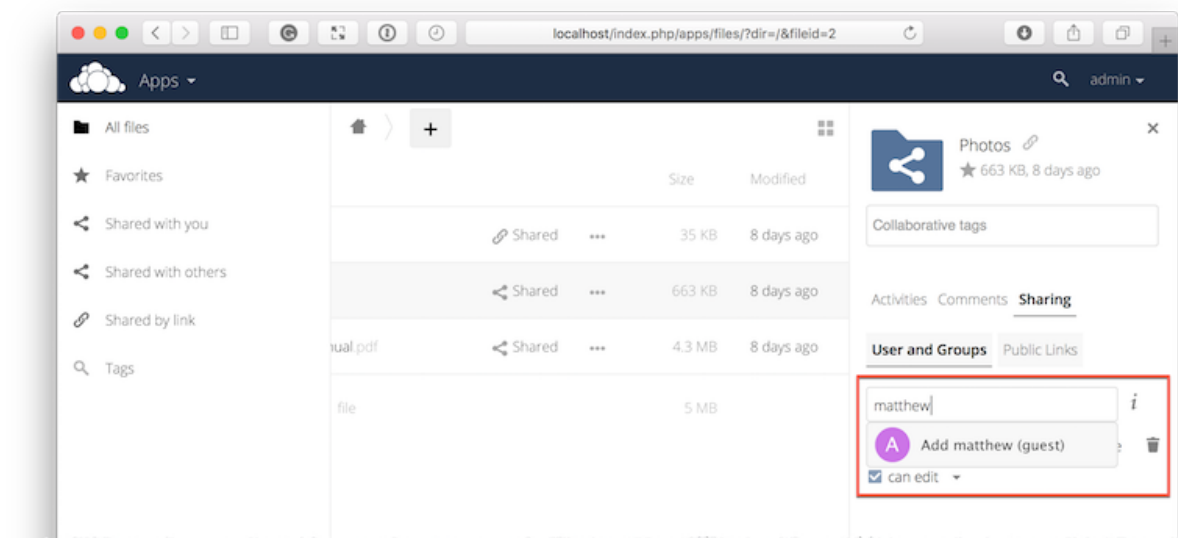 localhost/index.php/apps/files/?dir=/&fileid=2
Apps
admin
All files
Favorites
Shared with you
Shared with others
Shared by link
Tags
Size Modified
Shared 35 KB 8 days ago
Shared 663 KB 8 days ago
ual.pdf Shared 4.3 MB 8 days ago
file 5 MB
Photos
663 KB, 8 days ago
Collaborative tags
Activities Comments Sharing
User and Groups Public Links
matthew
i
A Add matthew (guest)
can edit